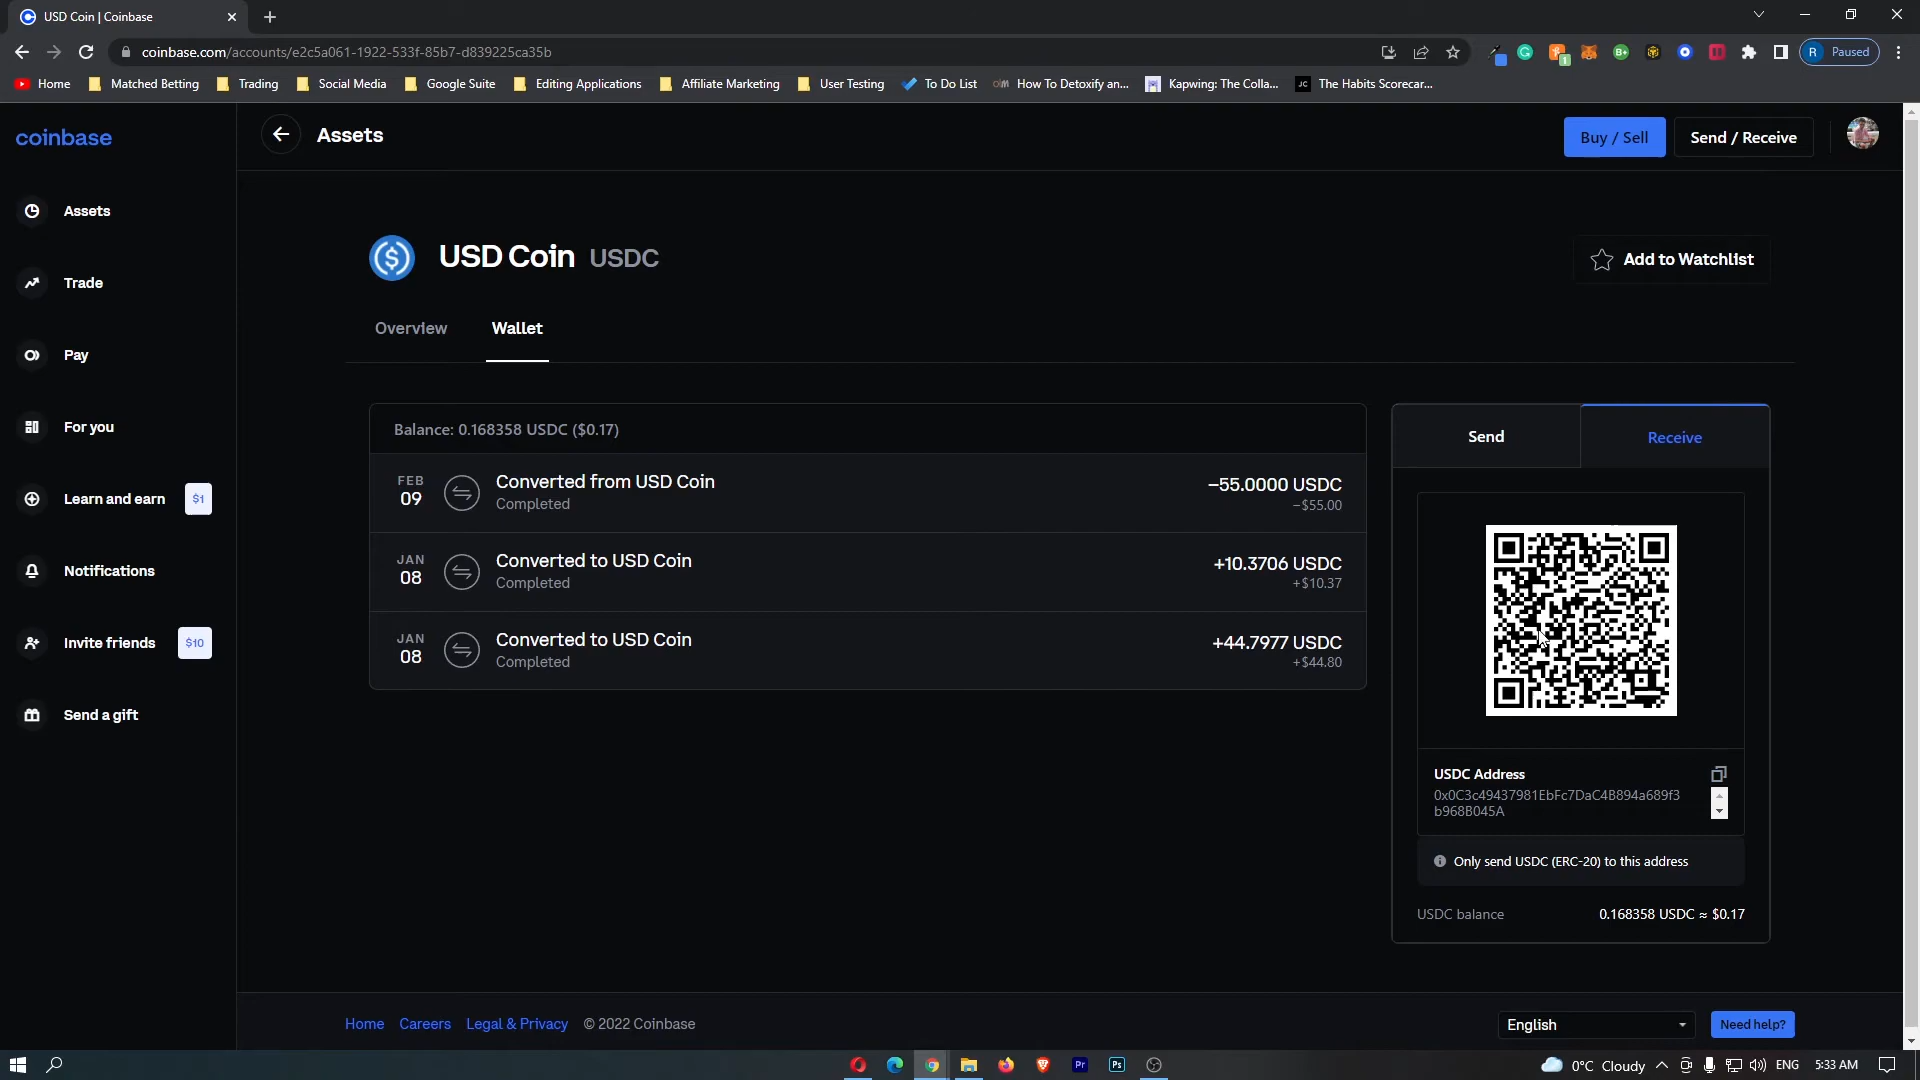 USD Coin | Coinbase
coinbase.com/accounts/e2c5a061-1922-533f-85b7-d839225ca35b
R Paused
Home Matched Betting Trading Social Media Google Suite Editing Applications Affiliate Marketing User Testing To Do List How To Detoxify an... Kapwing: The Colla... JC The Habits Scorecar...
coinbase
Assets
Buy / Sell
Send / Receive
Assets
Trade
Pay
For you
Learn and earn $1
Notifications
Invite friends $10
Send a gift
USD Coin USDC
Add to Watchlist
Overview Wallet
Balance: 0.168358 USDC ($0.17)
FEB
09
Converted from USD Coin
Completed
−55.0000 USDC
−$55.00
JAN
08
Converted to USD Coin
Completed
+10.3706 USDC
+$10.37
JAN
08
Converted to USD Coin
Completed
+44.7977 USDC
+$44.80
Send Receive
USDC Address
0x0C3c49437981EbFc7DaC4B894a689f3
b968B045A
Only send USDC (ERC-20) to this address
USDC balance 0.168358 USDC ≈ $0.17
Home Careers Legal & Privacy © 2022 Coinbase
English
Need help?
Pr Ps
0°C Cloudy ENG 5:33 AM